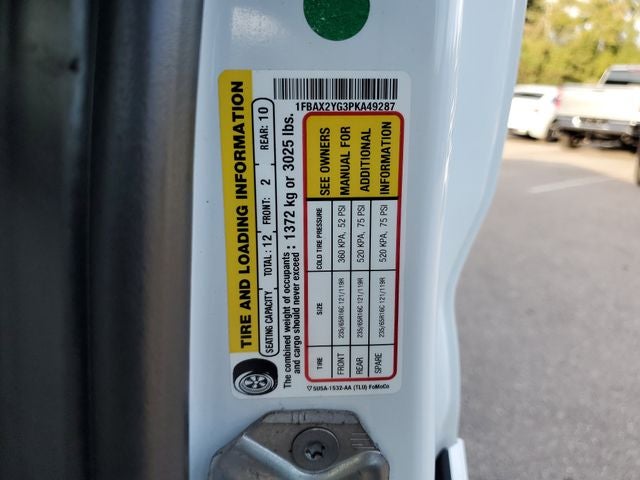 1FBAX2YG3PKA49287
TIRE AND LOADING INFORMATION
SEATING CAPACITY TOTAL: 12 FRONT: 2 REAR: 10
The combined weight of occupants and cargo should never exceed : 1372 kg or 3025 lbs.
TIRE SIZE COLD TIRE PRESSURE
FRONT 235/65R16C 121/119R 360 KPA, 52 PSI
REAR 235/65R16C 121/119R 520 KPA, 75 PSI
SPARE 235/65R16C 121/119R 520 KPA, 75 PSI
SEE OWNERS
MANUAL FOR
ADDITIONAL
INFORMATION
5U5A-1532-AA (TLU) FoMoCo